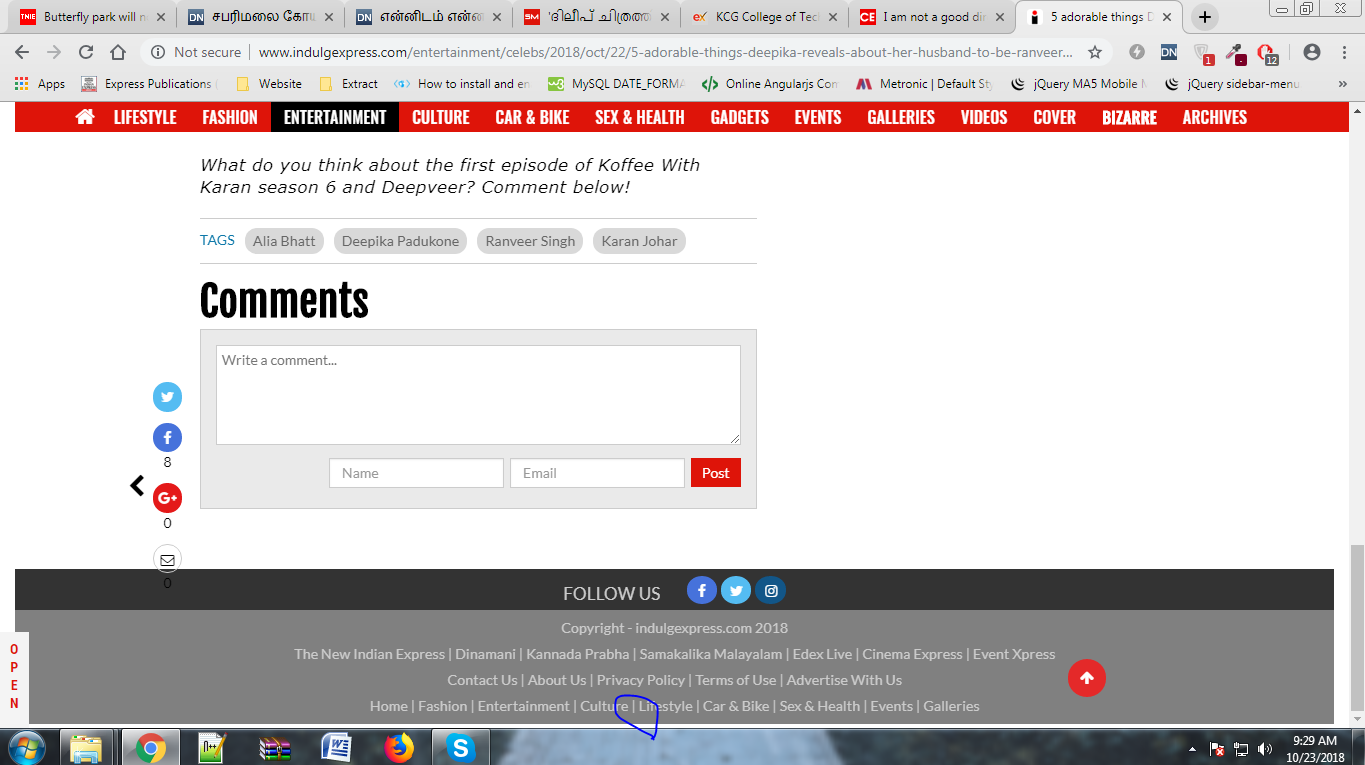 Butterfly park will n
சபரிமலை கோய
என்னிடம் என்ன
'ദിലീപ് ചിത്രത്ത
KCG College of Tec
I am not a good dir
5 adorable things D
Not secure | www.indulgexpress.com/entertainment/celebs/2018/oct/22/5-adorable-things-deepika-reveals-about-her-husband-to-be-ranveer...
Apps
Express Publications
Website
Extract
How to install and en
MySQL DATE_FORMA
Online Angularjs Com
Metronic | Default St
jQuery MA5 Mobile M
jQuery sidebar-menu
LIFESTYLE FASHION ENTERTAINMENT CULTURE CAR & BIKE SEX & HEALTH GADGETS EVENTS GALLERIES VIDEOS COVER BIZARRE ARCHIVES
What do you think about the first episode of Koffee With
Karan season 6 and Deepveer? Comment below!
TAGS Alia Bhatt Deepika Padukone Ranveer Singh Karan Johar
Comments
Write a comment...
8
Name Email Post
0
0
FOLLOW US
Copyright - indulgexpress.com 2018
The New Indian Express | Dinamani | Kannada Prabha | Samakalika Malayalam | Edex Live | Cinema Express | Event Xpress
Contact Us | About Us | Privacy Policy | Terms of Use | Advertise With Us
Home | Fashion | Entertainment | Culture | Lifestyle | Car & Bike | Sex & Health | Events | Galleries
OPEN
9:29 AM
10/23/2018